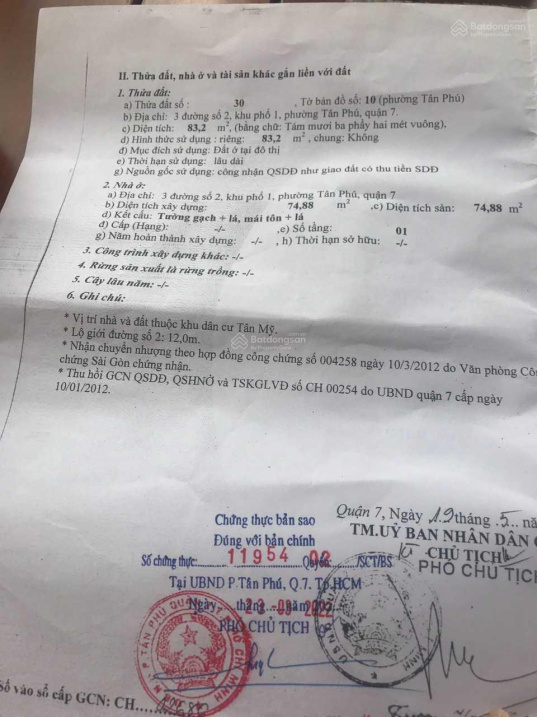 Batdongsan
II. Thửa đất, nhà ở và tài sản khác gắn liền với đất
1. Thửa đất:
a) Thửa đất số : 30 , Tờ bản đồ số: 10 (phường Tân Phú)
b) Địa chỉ: 3 đường số 2, khu phố 1, phường Tân Phú, quận 7.
c) Diện tích: 83,2 m², (bằng chữ: Tám mươi ba phẩy hai mét vuông).
d) Hình thức sử dụng : riêng: 83,2 m² , chung: Không
đ) Mục đích sử dụng: Đất ở tại đô thị
e) Thời hạn sử dụng: lâu dài
g) Nguồn gốc sử dụng: công nhận QSDĐ như giao đất có thu tiền SDĐ
2. Nhà ở:
a) Địa chỉ: 3 đường số 2, khu phố 1, phường Tân Phú, quận 7
b) Diện tích xây dựng: 74,88 m² ,c) Diện tích sàn: 74,88 m²
d) Kết cấu: Tường gạch + lá, mái tôn + lá
đ) Cấp (Hạng): -/- ,e) Số tầng: 01
g) Năm hoàn thành xây dựng: -/- , h) Thời hạn sở hữu: -/-
3. Công trình xây dựng khác: -/-
4. Rừng sản xuất là rừng trồng: -/-
5. Cây lâu năm: -/-
6. Ghi chú:
* Vị trí nhà và đất thuộc khu dân cư Tân Mỹ.
* Lộ giới đường số 2: 12,0m.
Batdongsan
* Nhận chuyển nhượng theo hợp đồng công chứng số 004258 ngày 10/3/2012 do Văn phòng Cô
chứng Sài Gòn chứng nhận.
* Thu hồi GCN QSDĐ, QSHNỞ và TSKGLVĐ số CH 00254 do UBND quận 7 cấp ngày
10/01/2012.
Quận 7, Ngày 19 tháng 5
TM.UỶ BAN NHÂN DÂN
CHỦ TỊCH
PHÓ CHỦ TỊCH
Chứng thực bản sao
Đúng với bản chính
Số chứng thực: 11954 Quyển: 02 /SCT/BS
Tại UBND P.Tân Phú, Q.7. Tp.HCM
Ngày tháng năm
PHÓ CHỦ TỊCH
Batdongsan
Số vào sổ cấp GCN: CH